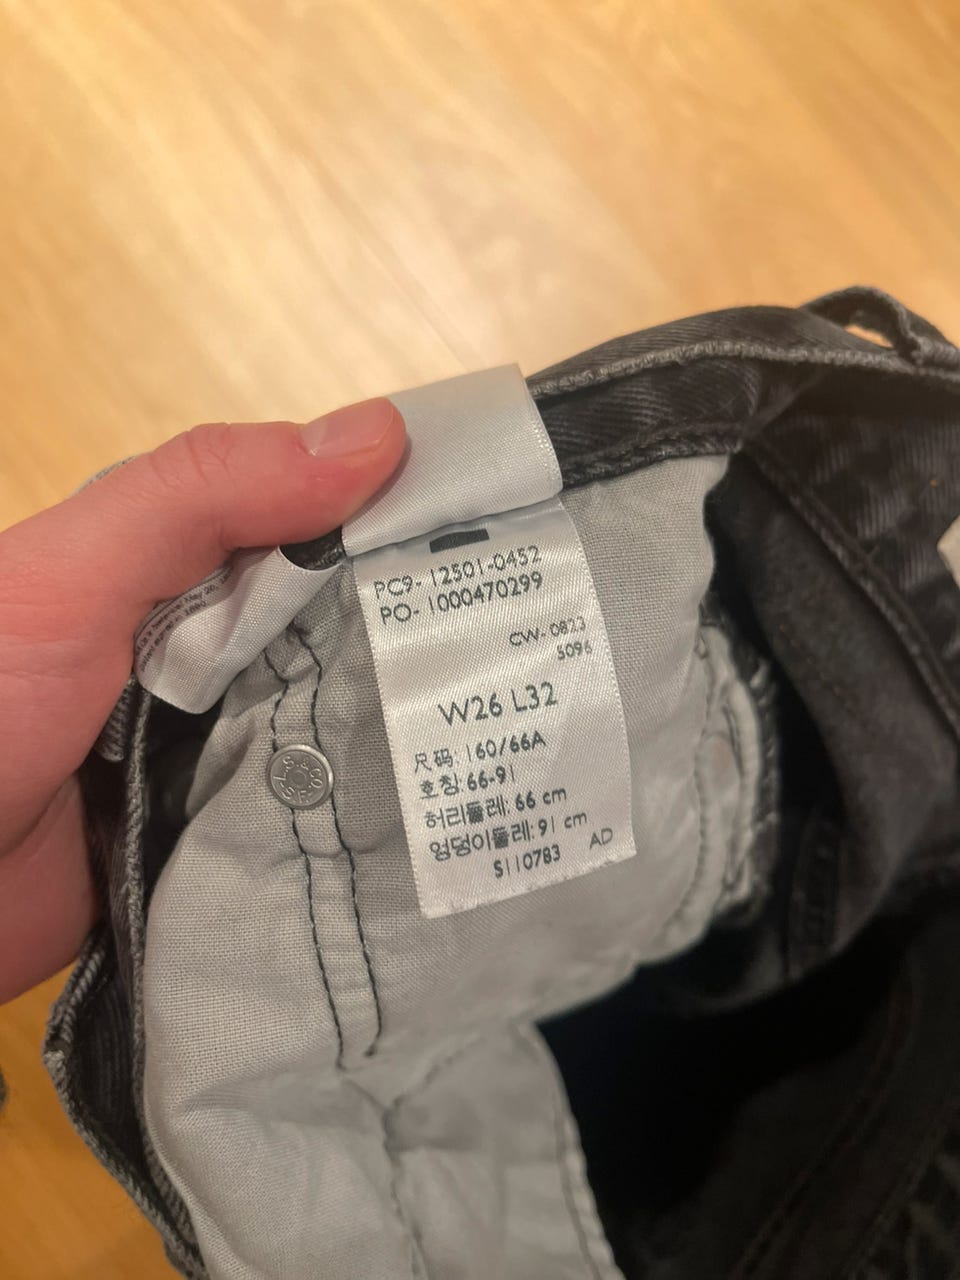 PC9- 12501-0452
PO- 1000470299
CW- 0823
5096
W26 L32
尺码: 160/66A
호칭: 66-91
허리둘레: 66 cm
엉덩이둘레: 91 cm
S110783 AD
L.S.&CO. S.F.